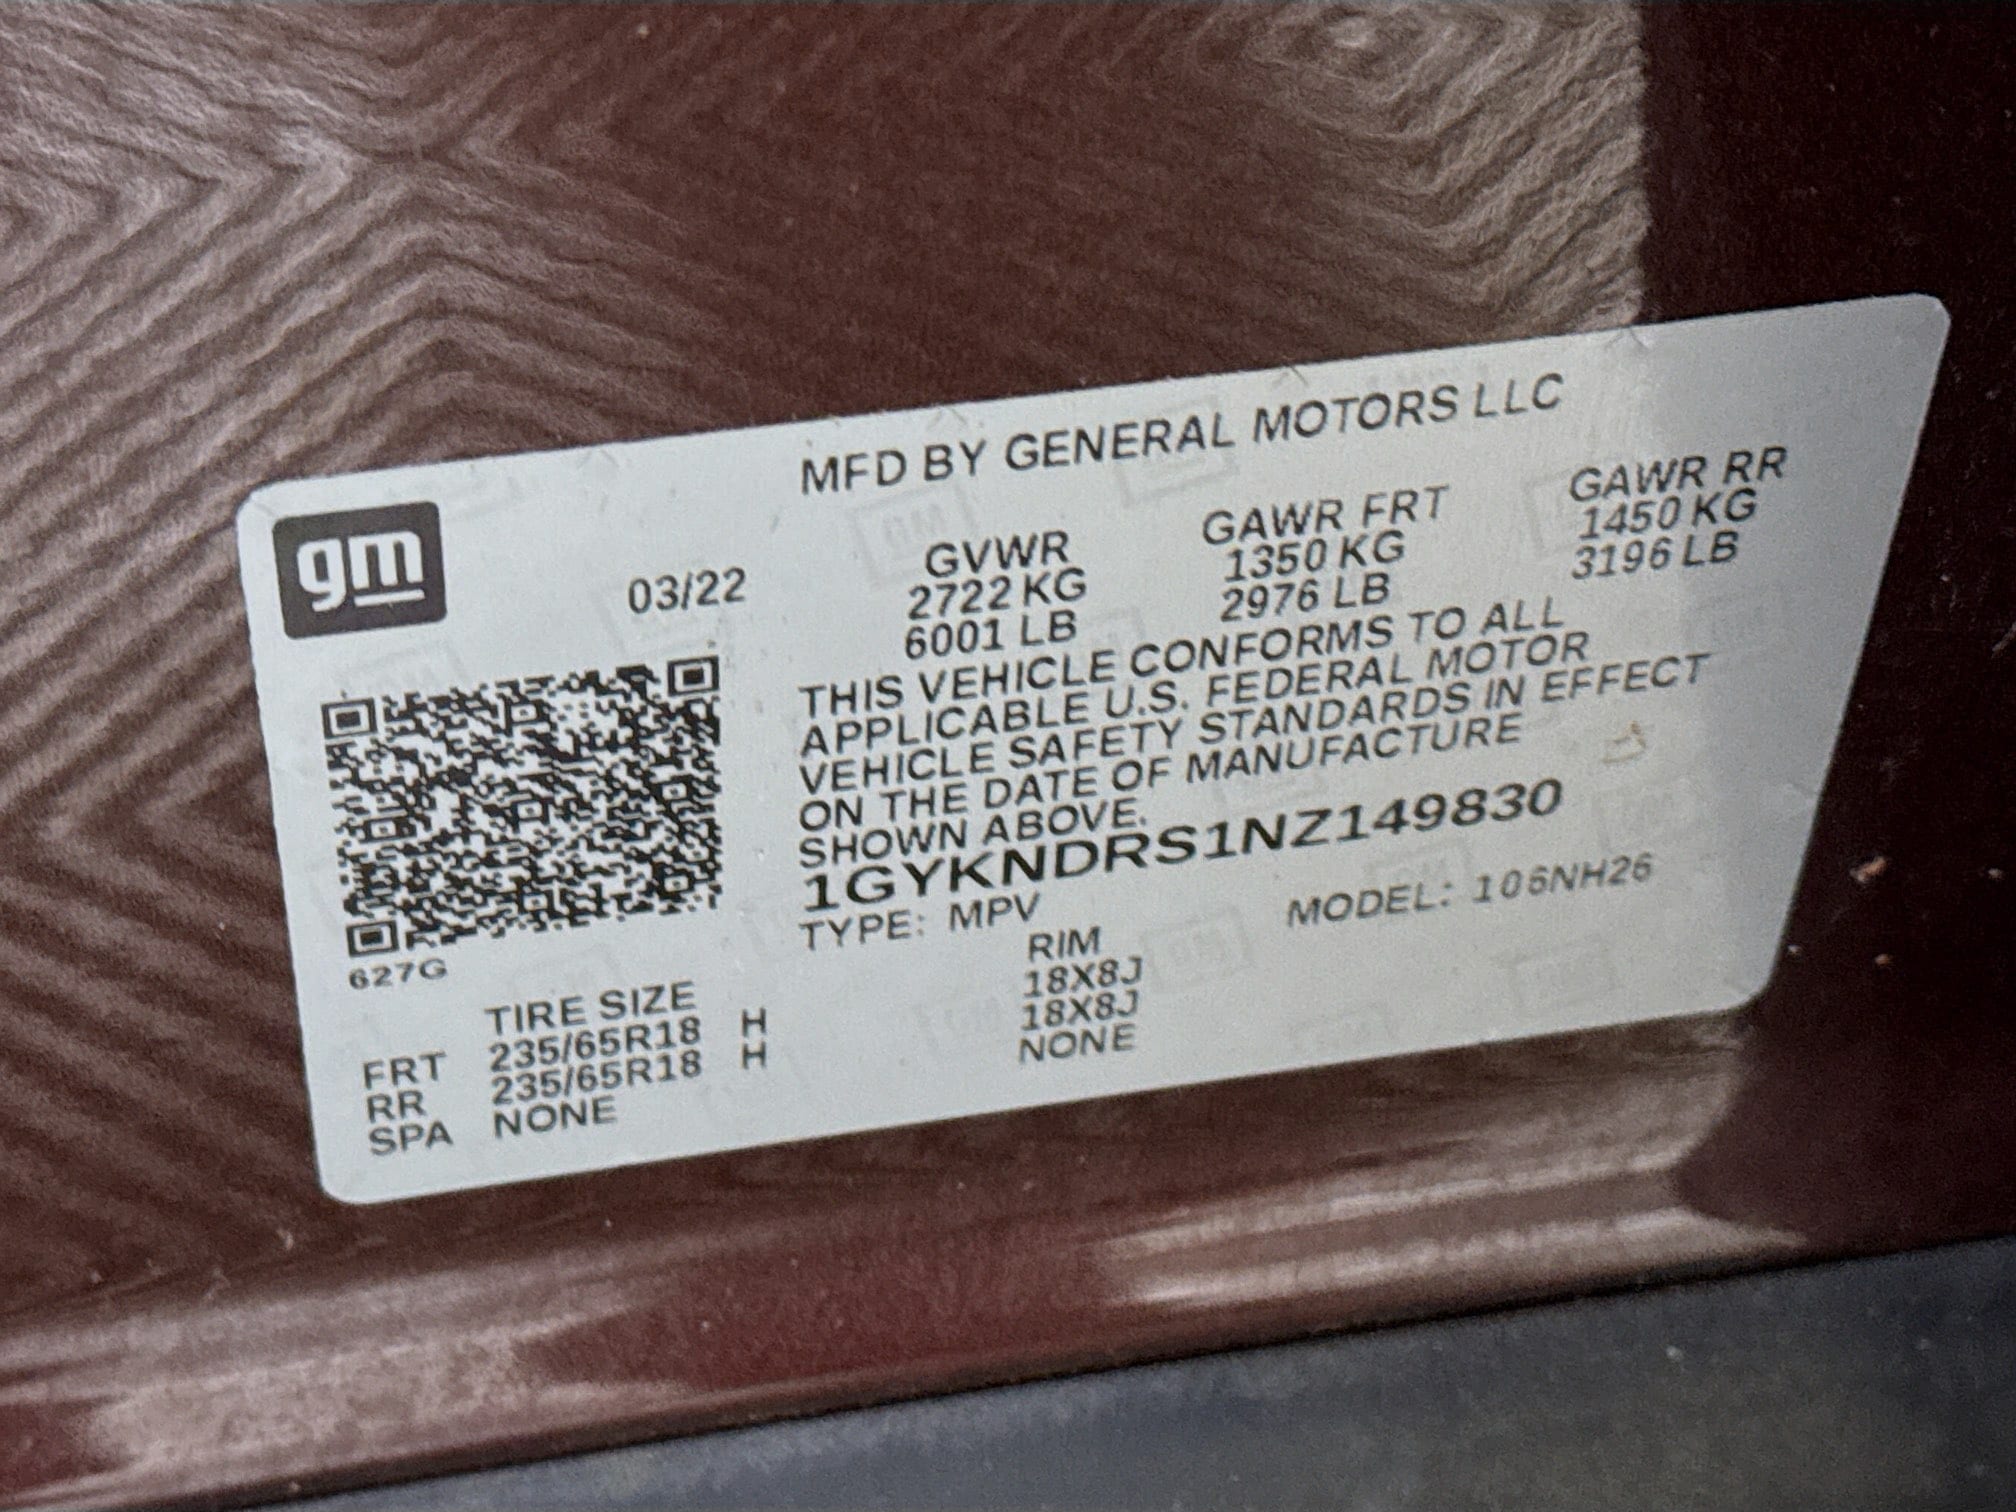 MFD BY GENERAL MOTORS LLC
gm
03/22
GVWR GAWR FRT GAWR RR
2722 KG 1350 KG 1450 KG
6001 LB 2976 LB 3196 LB
THIS VEHICLE CONFORMS TO ALL
APPLICABLE U.S. FEDERAL MOTOR
VEHICLE SAFETY STANDARDS IN EFFECT
ON THE DATE OF MANUFACTURE
SHOWN ABOVE.
1GYKNDRS1NZ149830
TYPE: MPV MODEL: 106NH26
627G
TIRE SIZE RIM
FRT 235/65R18 H 18X8J
RR 235/65R18 H 18X8J
SPA NONE NONE